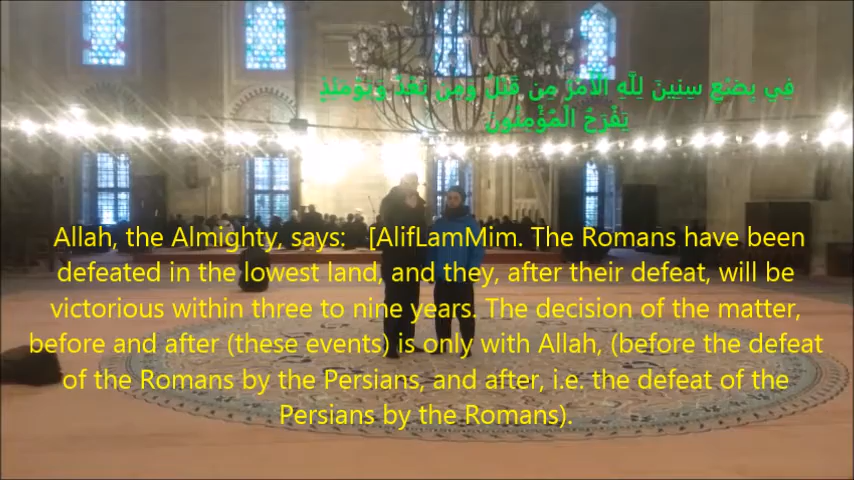 فِي بِضْعِ سِنِينَ لِلَّهِ الْأَمْرُ مِن قَبْلُ وَمِن بَعْدُ وَيَوْمَئِذٍ
يَفْرَحُ الْمُؤْمِنُونَ
Allah, the Almighty, says: [AlifLamMim. The Romans have been
defeated in the lowest land, and they, after their defeat, will be
victorious within three to nine years. The decision of the matter,
before and after (these events) is only with Allah, (before the defeat
of the Romans by the Persians, and after, i.e. the defeat of the
Persians by the Romans).